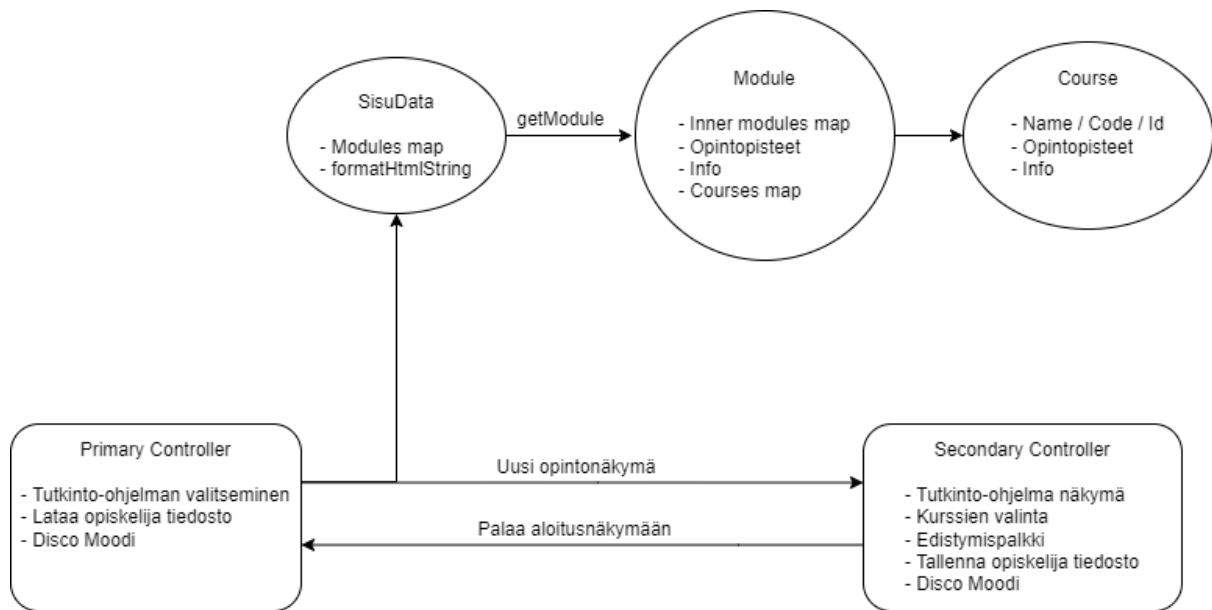 SisuData
- Modules map
- formatHtmlString
getModule
Module
- Inner modules map
- Opintopisteet
- Info
- Courses map
Course
- Name / Code / Id
- Opintopisteet
- Info
Primary Controller
- Tutkinto-ohjelman valitseminen
- Lataa opiskelija tiedosto
- Disco Moodi
Uusi opintonäkymä
Palaa aloitusnäkymään
Secondary Controller
- Tutkinto-ohjelma näkymä
- Kurssien valinta
- Edistymispalkki
- Tallenna opiskelija tiedosto
- Disco Moodi